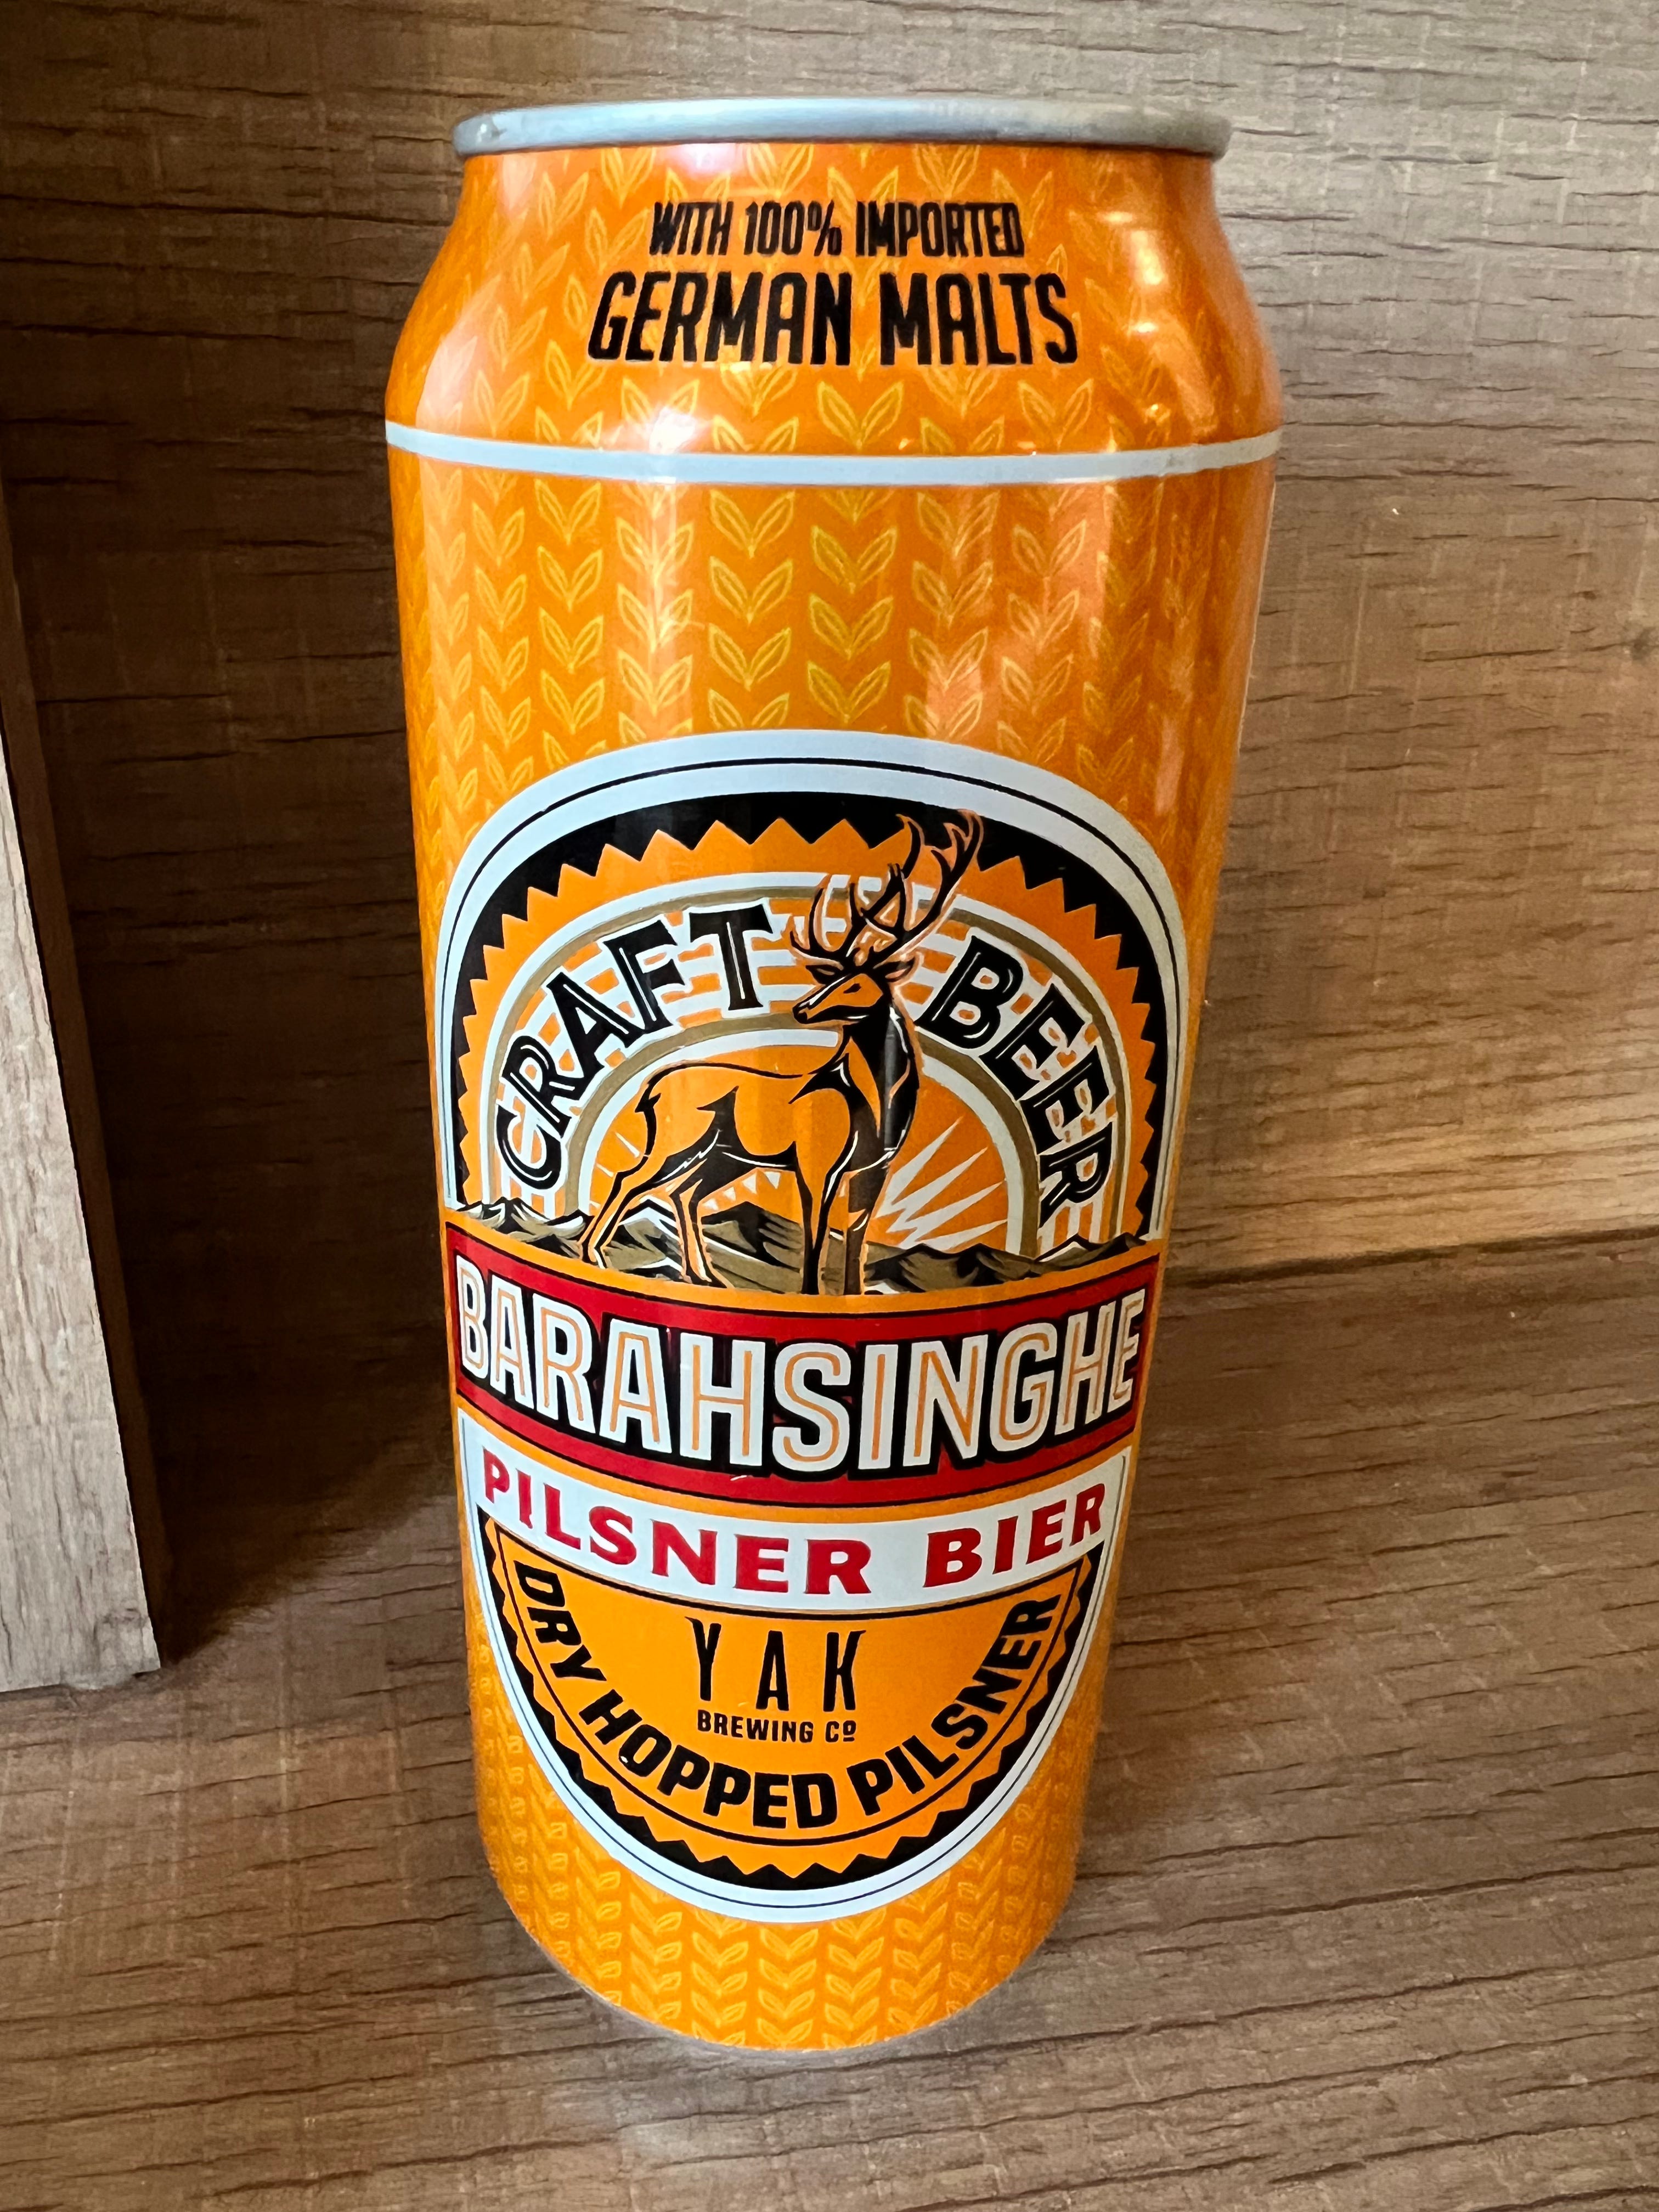 WITH 100% IMPORTED
GERMAN MALTS
CRAFT BEER
BARAHSINGHE
PILSNER BIER
YAK
BREWING Cº
DRY HOPPED PILSNER